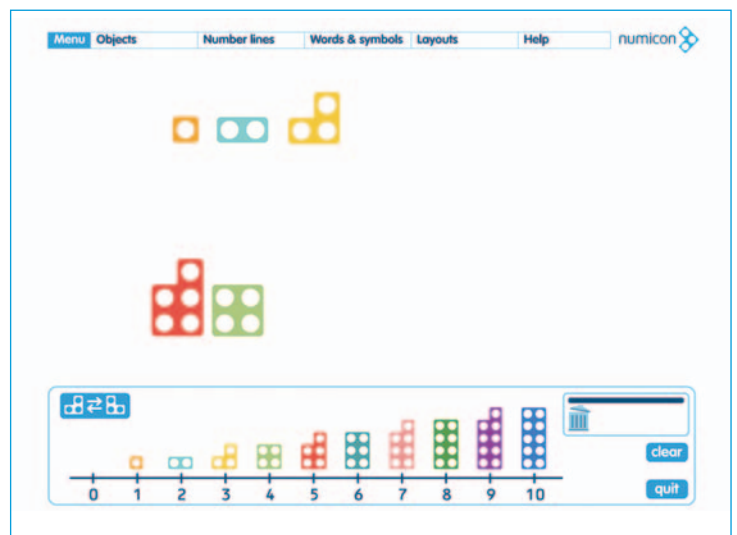 Menu Objects Number lines Words & symbols Layouts Help numicon
clear
quit
0 1 2 3 4 5 6 7 8 9 10